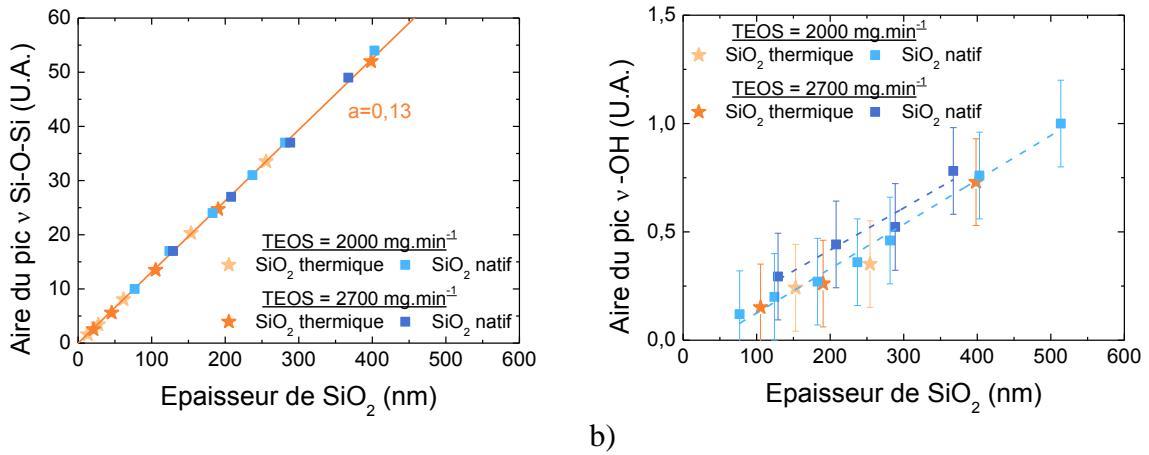 Aire du pic ν Si-O-Si (U.A.)
60
50
40
30
20
10
0
a=0,13
TEOS = 2000 mg.min⁻¹
SiO₂ thermique SiO₂ natif
TEOS = 2700 mg.min⁻¹
SiO₂ thermique SiO₂ natif
0 100 200 300 400 500 600
Epaisseur de SiO₂ (nm)
b)
Aire du pic ν -OH (U.A.)
1,5
1,0
0,5
0,0
TEOS = 2000 mg.min⁻¹
SiO₂ thermique SiO₂ natif
TEOS = 2700 mg.min⁻¹
SiO₂ thermique SiO₂ natif
0 100 200 300 400 500 600
Epaisseur de SiO₂ (nm)